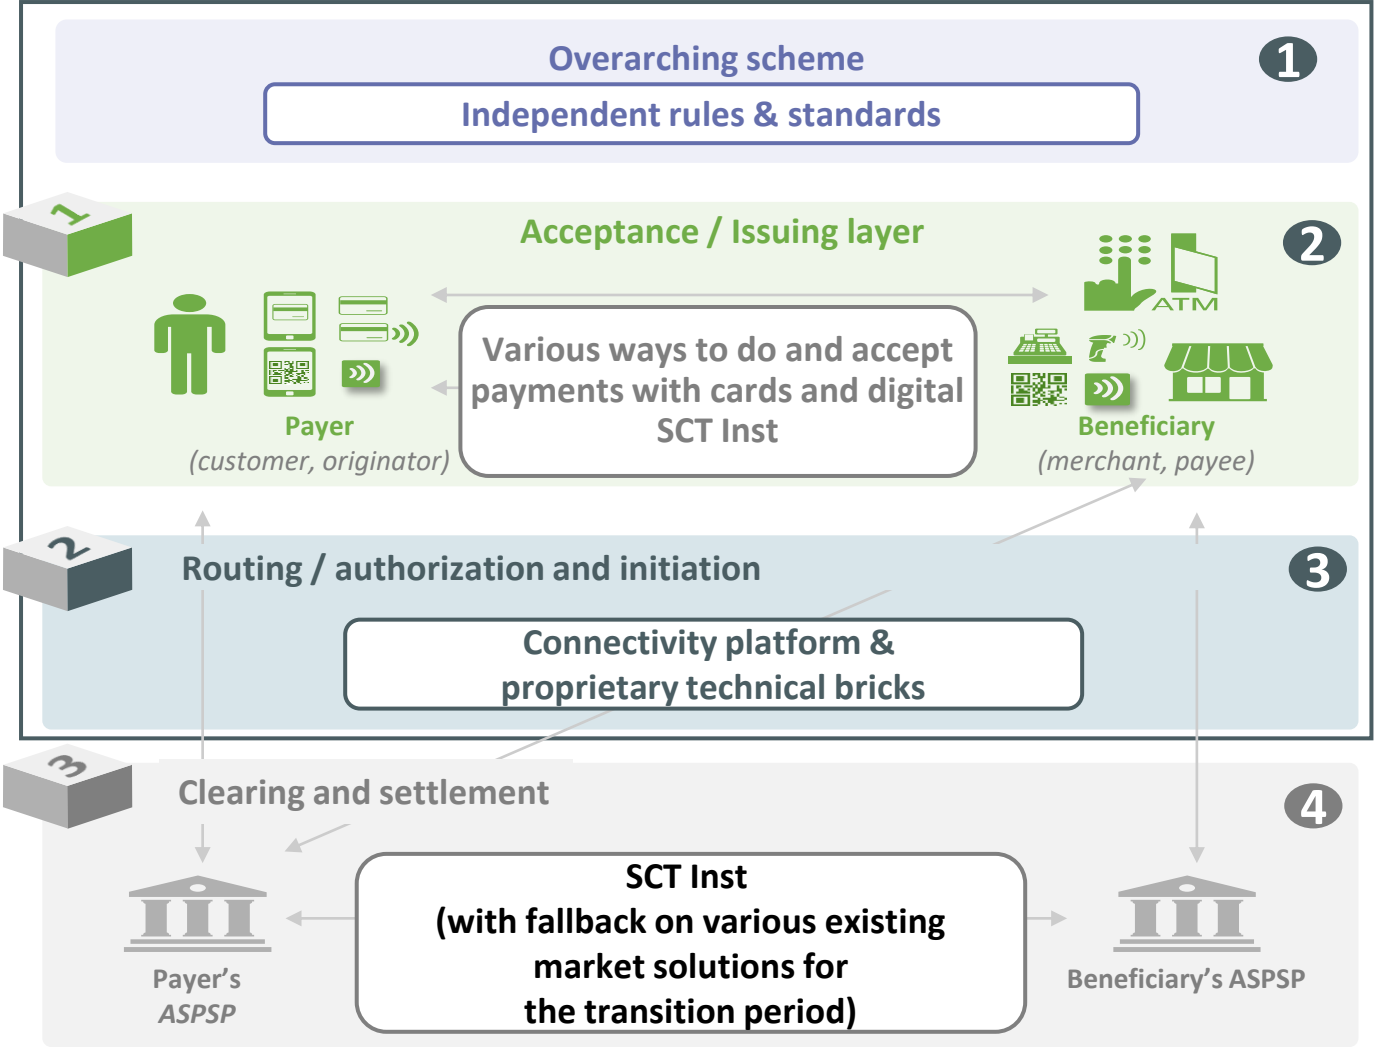 Overarching scheme
1
Independent rules & standards
1
Acceptance / Issuing layer
2
ATM
Various ways to do and accept
payments with cards and digital
SCT Inst
Payer
(customer, originator)
Beneficiary
(merchant, payee)
2
Routing / authorization and initiation
3
Connectivity platform &
proprietary technical bricks
3
Clearing and settlement
4
SCT Inst
(with fallback on various existing
market solutions for
the transition period)
Payer's
ASPSP
Beneficiary's ASPSP